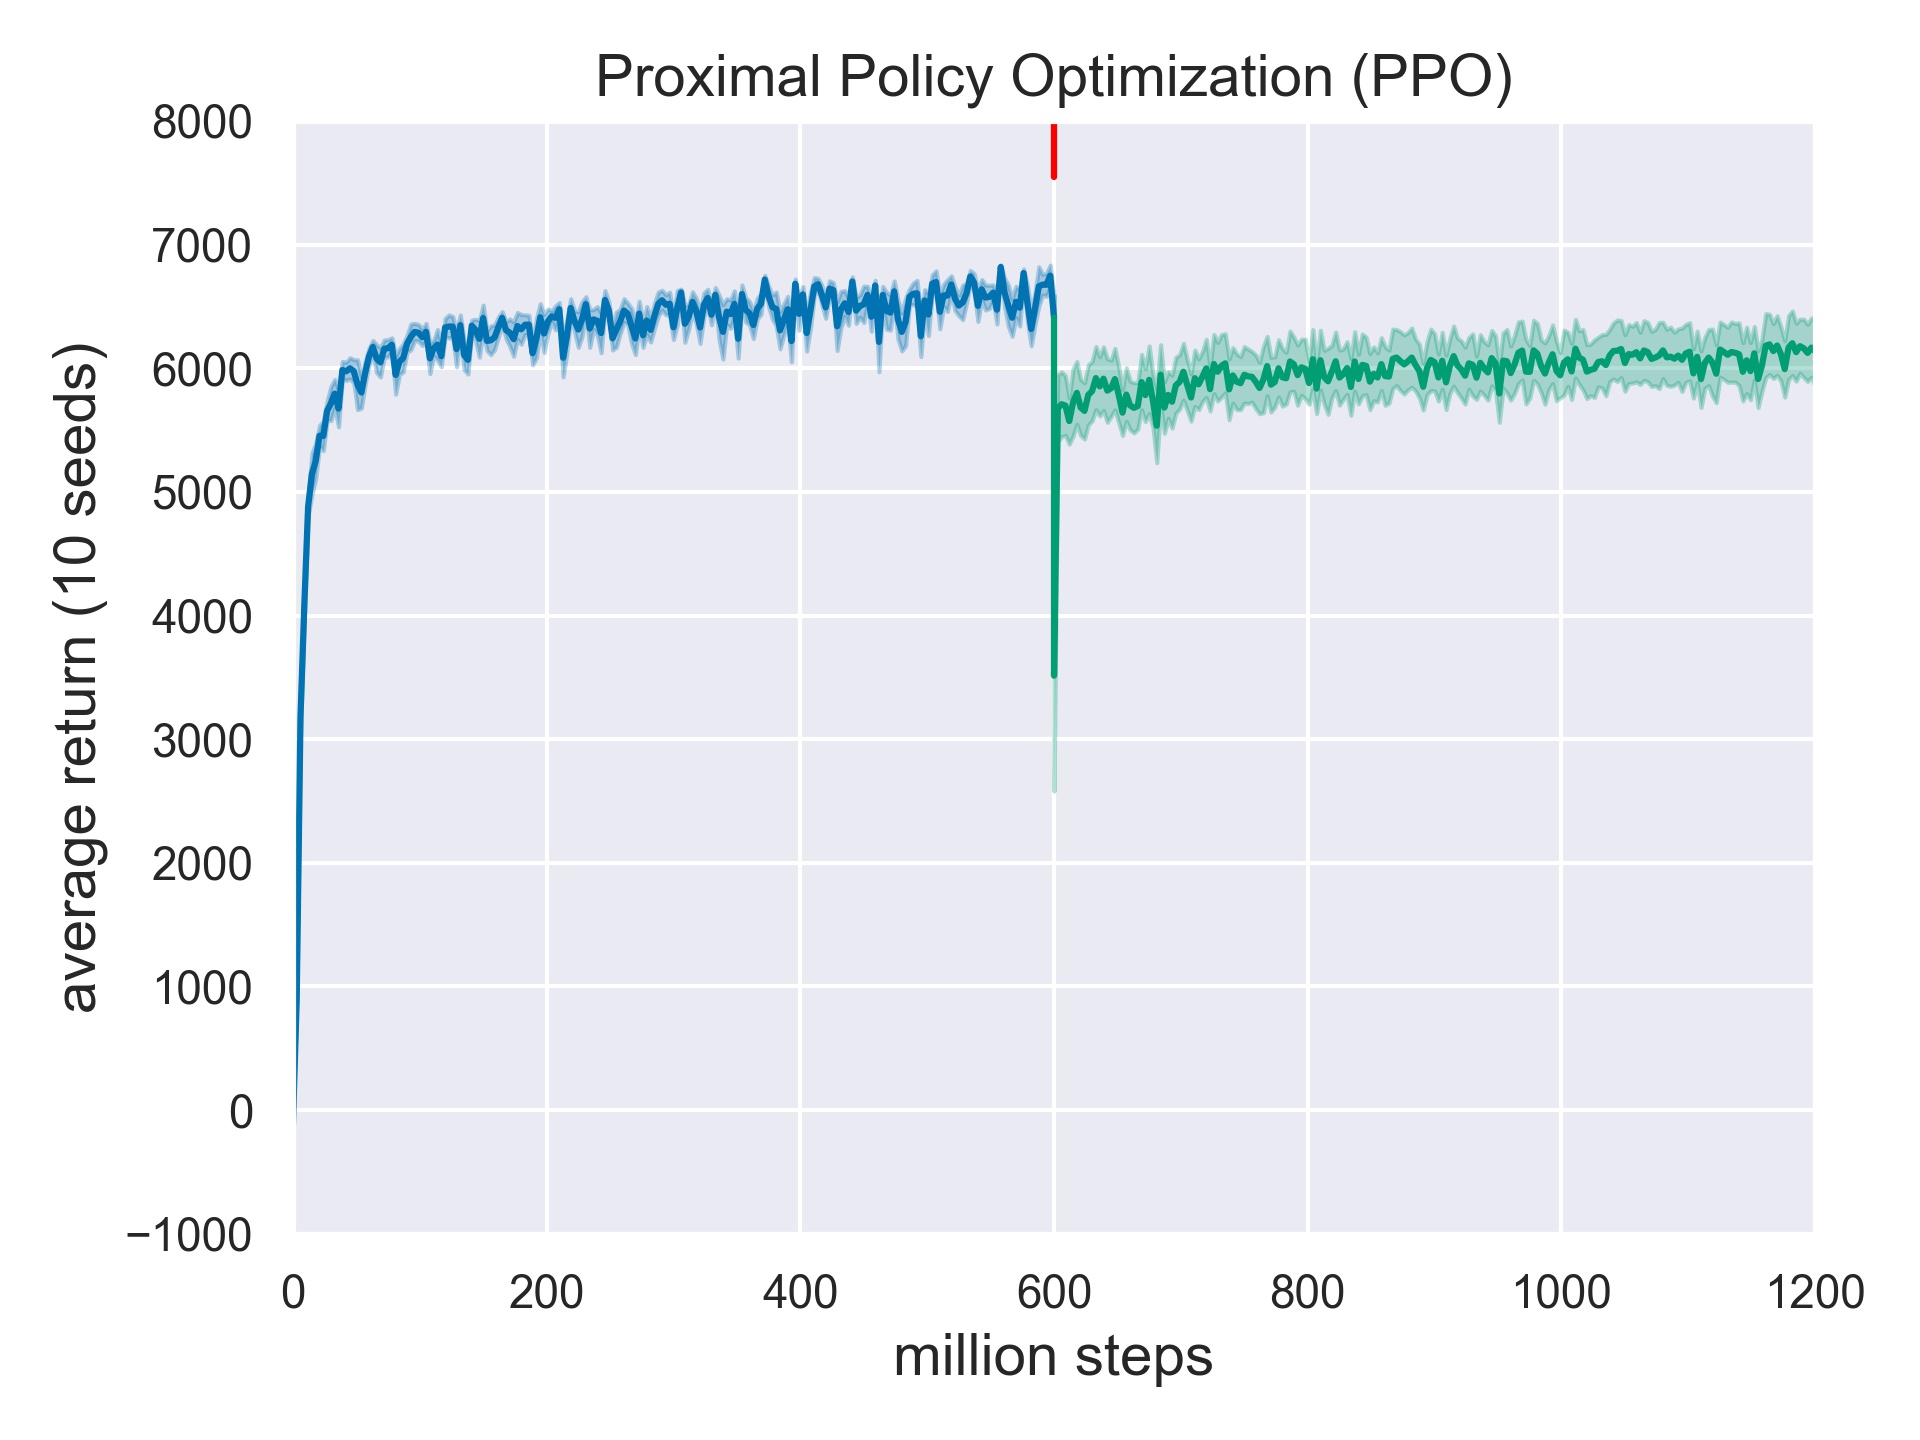 Proximal Policy Optimization (PPO)
8000
7000
6000
5000
4000
3000
2000
1000
0
−1000
average return (10 seeds)
0 200 400 600 800 1000 1200
million steps